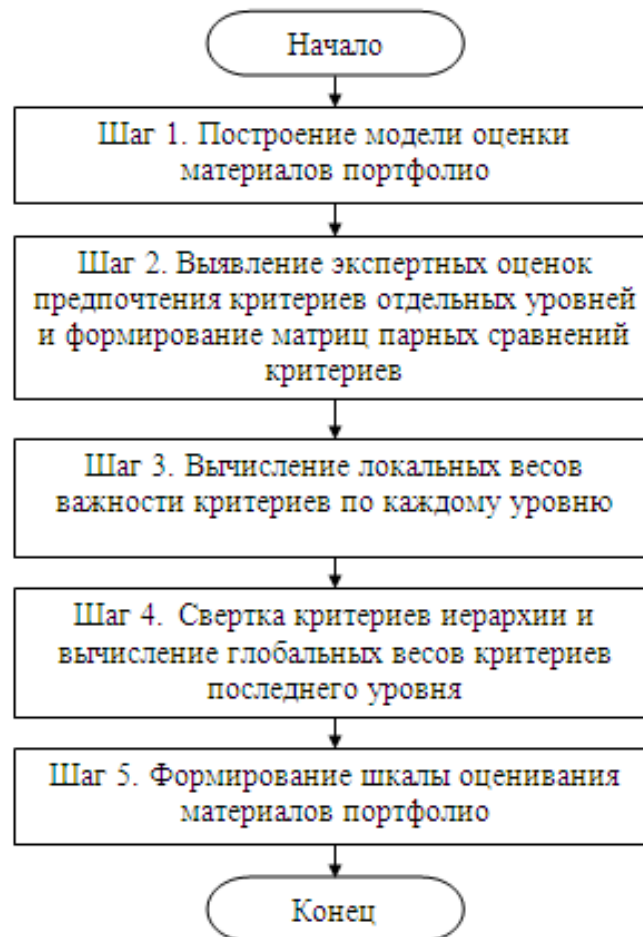 Начало
Шаг 1. Построение модели оценки
материалов портфолио
Шаг 2. Выявление экспертных оценок
предпочтения критериев отдельных уровней
и формирование матриц парных сравнений
критериев
Шаг 3. Вычисление локальных весов
важности критериев по каждому уровню
Шаг 4. Свертка критериев иерархии и
вычисление глобальных весов критериев
последнего уровня
Шаг 5. Формирование шкалы оценивания
материалов портфолио
Конец